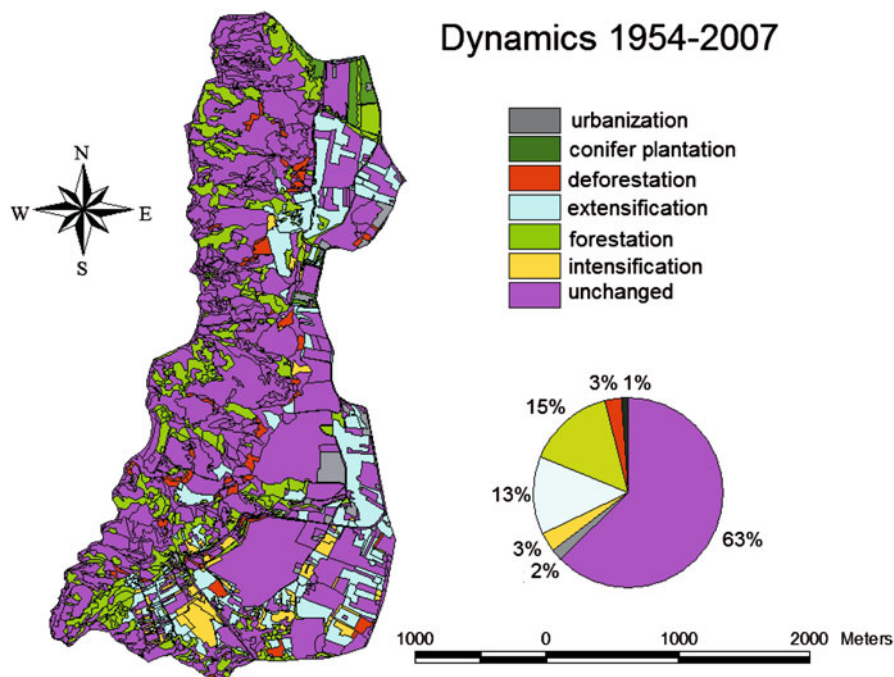 Dynamics 1954-2007
urbanization
conifer plantation
deforestation
extensification
forestation
intensification
unchanged
N
W E
S
3% 1%
15%
13%
3%
2%
63%
1000 0 1000 2000 Meters